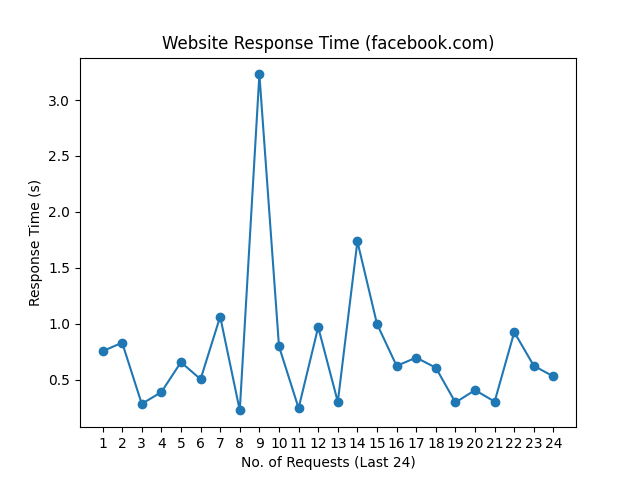 Website Response Time (facebook.com)
3.0
2.5
2.0
1.5
1.0
0.5
Response Time (s)
1 2 3 4 5 6 7 8 9 10 11 12 13 14 15 16 17 18 19 20 21 22 23 24
No. of Requests (Last 24)